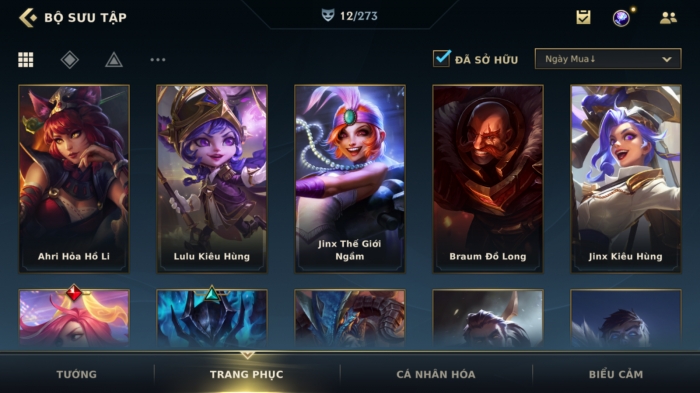 BỘ SƯU TẬP
12/273
ĐÃ SỞ HỮU
Ngày Mua↓
Ahri Hỏa Hồ Li
Lulu Kiêu Hùng
Jinx Thế Giới
Ngầm
Braum Đồ Long
Jinx Kiêu Hùng
TƯỚNG
TRANG PHỤC
CÁ NHÂN HÓA
BIỂU CẢM